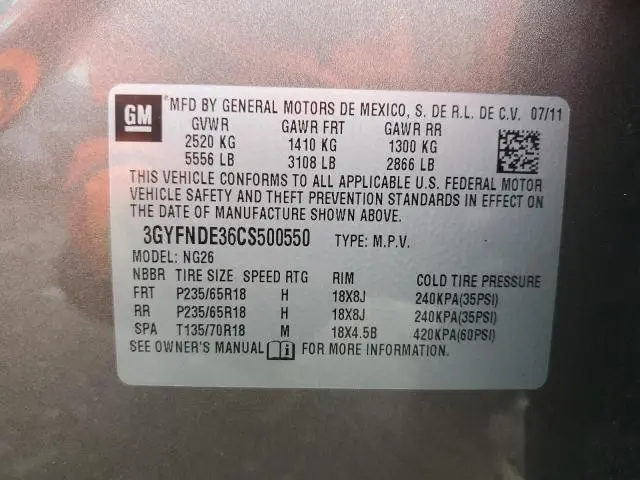 GM *MFD BY GENERAL MOTORS DE MEXICO, S. DE R.L. DE C.V. 07/11
GVWR GAWR FRT GAWR RR
2520 KG 1410 KG 1300 KG
5556 LB 3108 LB 2866 LB
THIS VEHICLE CONFORMS TO ALL APPLICABLE U.S. FEDERAL MOTOR
VEHICLE SAFETY AND THEFT PREVENTION STANDARDS IN EFFECT ON
THE DATE OF MANUFACTURE SHOWN ABOVE.
3GYFNDE36CS500550 TYPE: M.P.V.
MODEL: NG26
NBBR TIRE SIZE SPEED RTG RIM COLD TIRE PRESSURE
FRT P235/65R18 H 18X8J 240KPA(35PSI)
RR P235/65R18 H 18X8J 240KPA(35PSI)
SPA T135/70R18 M 18X4.5B 420KPA(60PSI)
SEE OWNER'S MANUAL i FOR MORE INFORMATION.